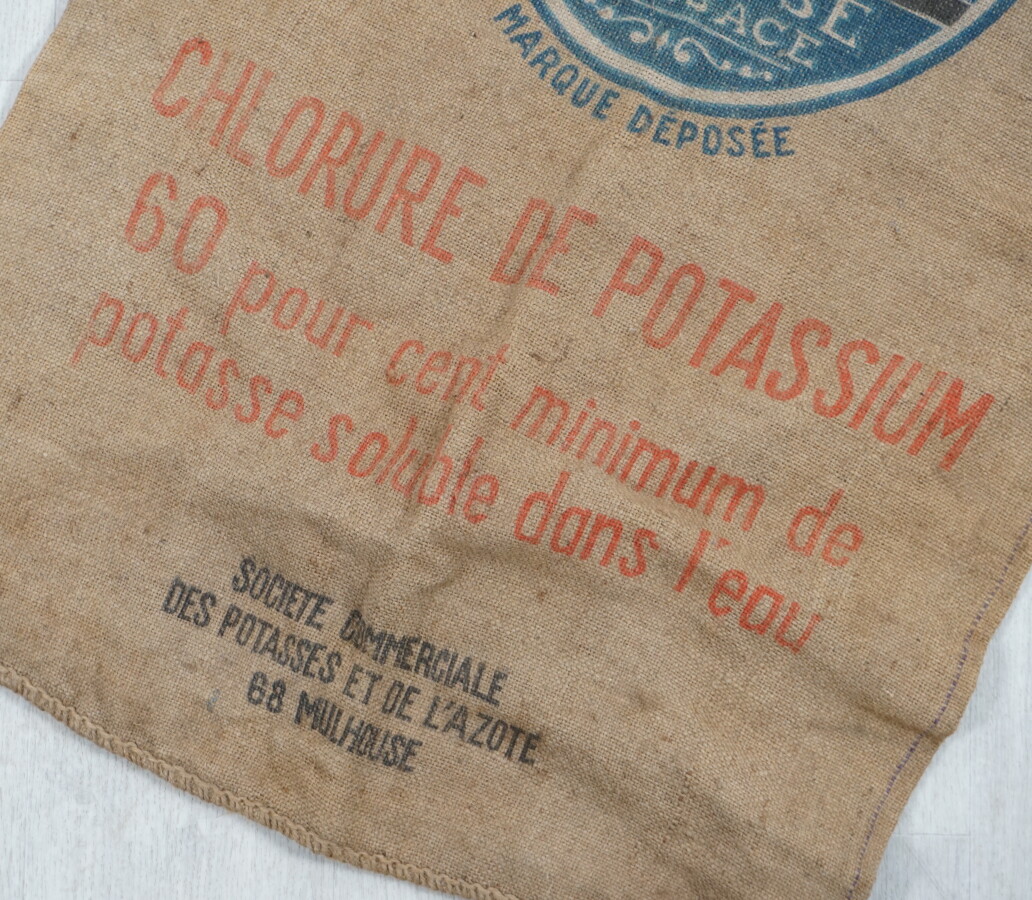 MARQUE DÉPOSÉE
CHLORURE DE POTASSIUM
60 pour cent minimum de
potasse soluble dans l'eau
SOCIETE COMMERCIALE
DES POTASSES ET DE L'AZOTE
68 MULHOUSE